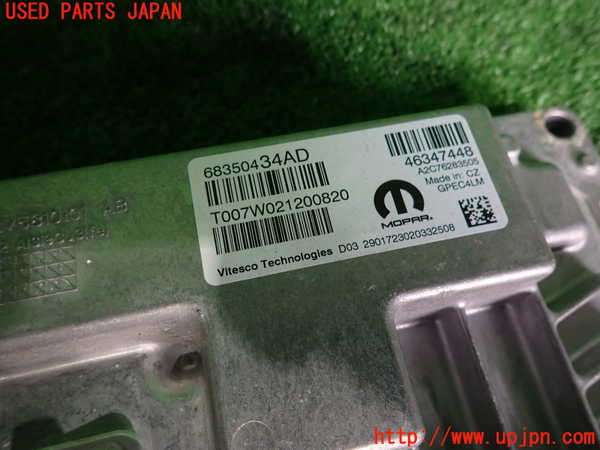 USED PARTS JAPAN
68350434AD
T007W021200820
Vitesco Technologies
D03 2901723020332508
46347448
A2C76283505
Made in: CZ
GPEC4LM
MOPAR
AB
http://www.upjpn.com/